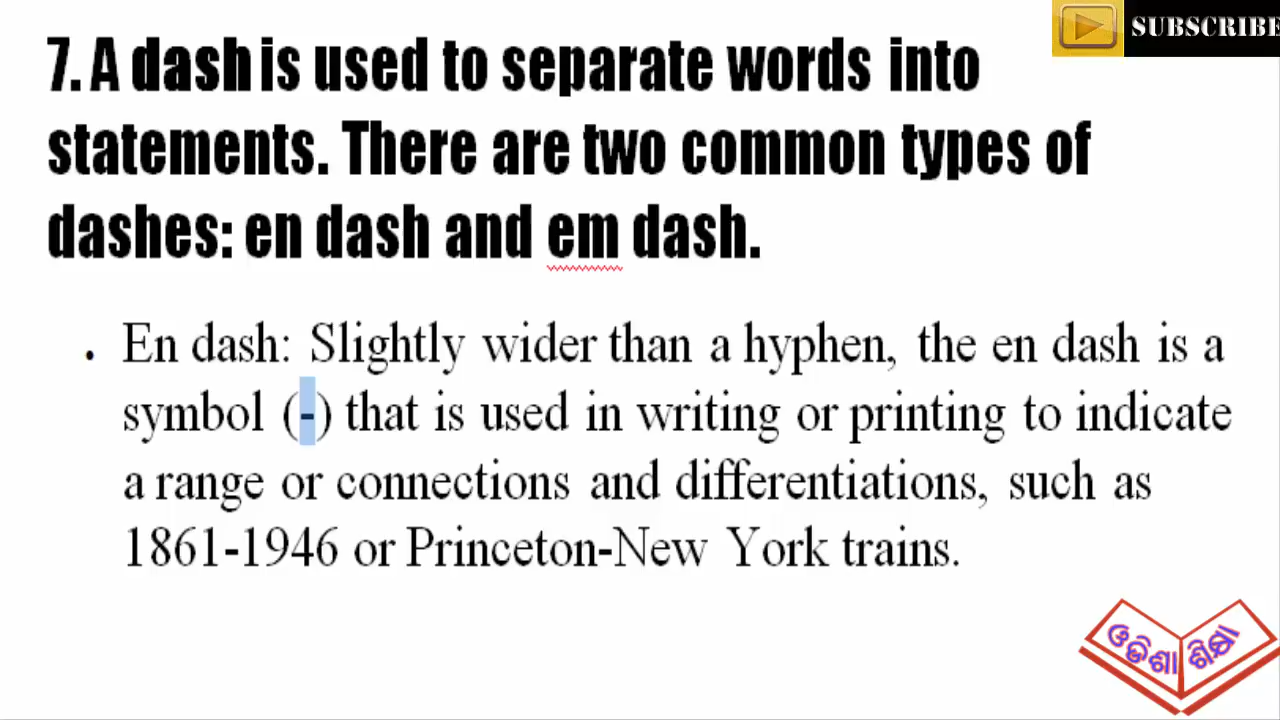 SUBSCRIBE
7. A dash is used to separate words into
statements. There are two common types of
dashes: en dash and em dash.
• En dash: Slightly wider than a hyphen, the en dash is a
symbol (-) that is used in writing or printing to indicate
a range or connections and differentiations, such as
1861-1946 or Princeton-New York trains.
ଓଡିଶା ଶିକ୍ଷା